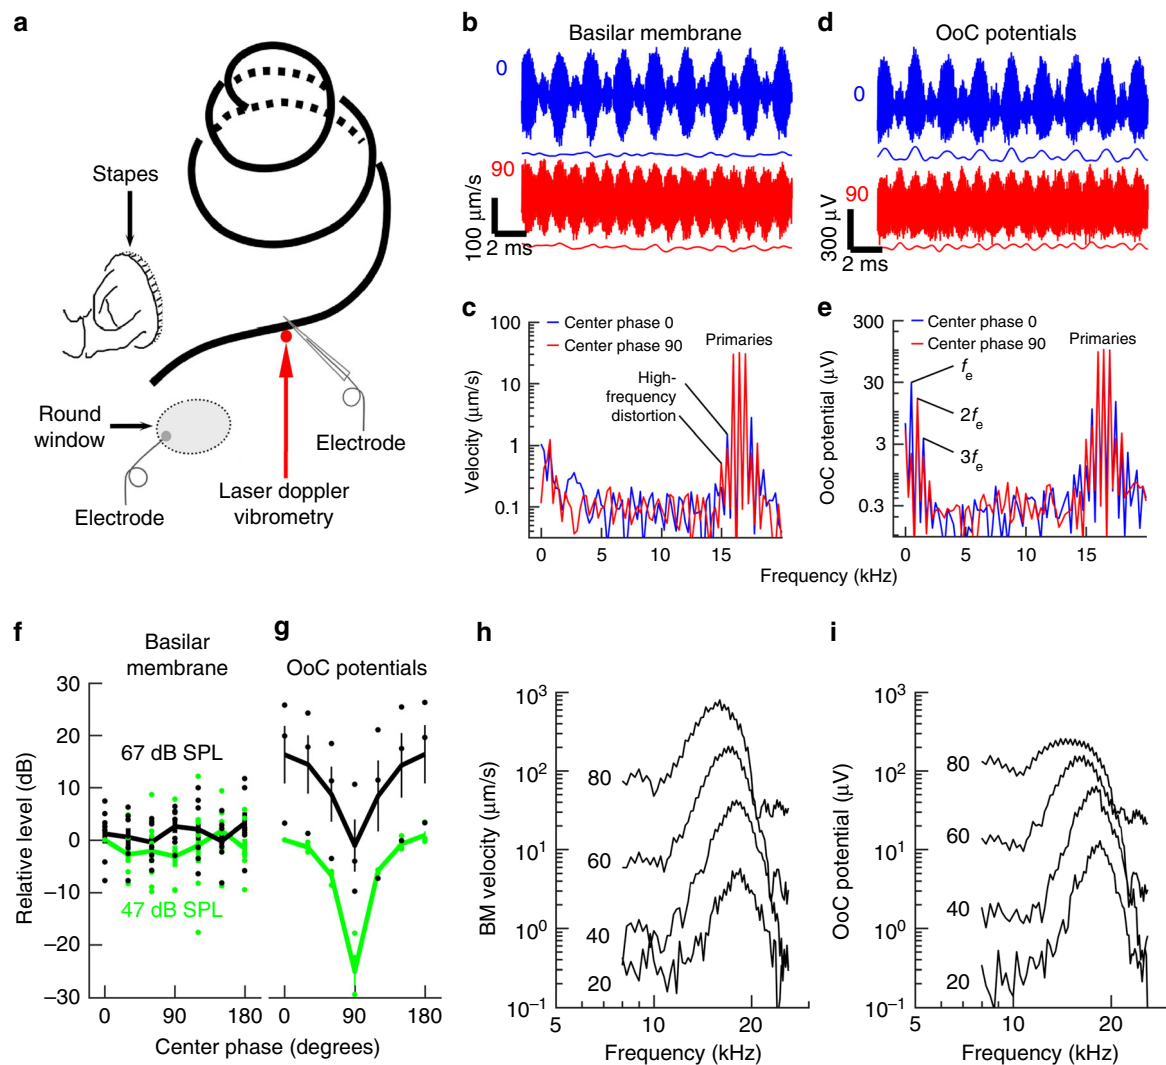 a
Stapes
Round
window
Electrode
Electrode
Laser doppler
vibrometry
b
Basilar membrane
0
90
100 µm/s
2 ms
d
OoC potentials
0
90
300 µV
2 ms
c
Center phase 0
Center phase 90
Primaries
High-
frequency
distortion
Velocity (µm/s)
100
10
1
0.1
0 5 10 15
e
Center phase 0
Center phase 90
Primaries
fe
2fe
3fe
OoC potential (µV)
300
30
3
0.3
0 5 10 15
Frequency (kHz)
f
Basilar
membrane
67 dB SPL
47 dB SPL
Relative level (dB)
30
20
10
0
−10
−20
−30
0 90 180
g
OoC potentials
0 90 180
Center phase (degrees)
h
BM velocity (µm/s)
10³
10²
10¹
10⁰
10⁻¹
80
60
40
20
5 10 20
Frequency (kHz)
i
OoC potential (µV)
10³
10²
10¹
10⁰
10⁻¹
80
60
40
20
5 10 20
Frequency (kHz)